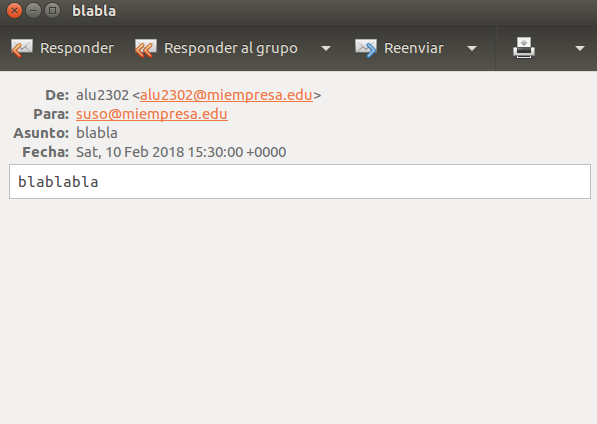 blabla
Responder Responder al grupo Reenviar
De: alu2302 <alu2302@miempresa.edu>
Para: suso@miempresa.edu
Asunto: blabla
Fecha: Sat, 10 Feb 2018 15:30:00 +0000
blablabla